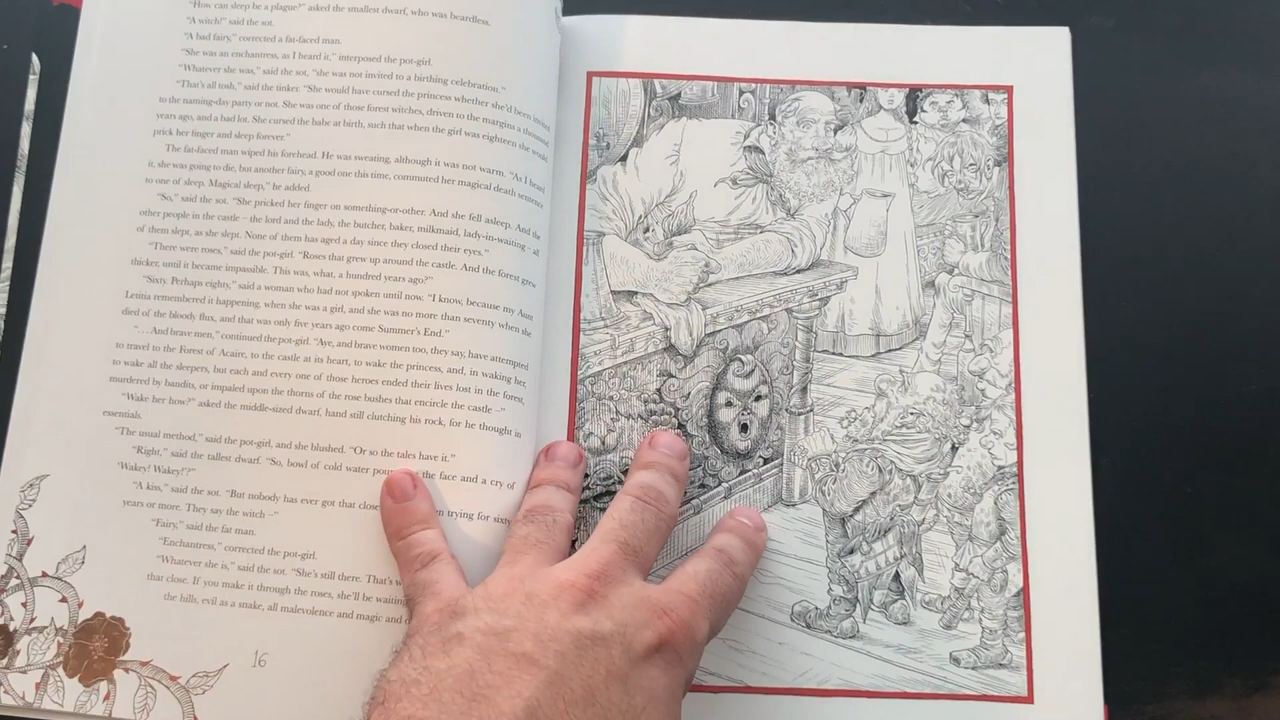 "How can sleep be a plague?" asked the smallest dwarf, who was beardless.
"A witch!" said the sot.
"A bad fairy," corrected a fat-faced man.
"She was an enchantress, as I heard it," interposed the pot-girl.
"Whatever she was," said the sot, "she was not invited to a birthing celebration."
"That's all tosh," said the tinker. "She would have cursed the princess whether she'd been invited
to the naming-day party or not. She was one of those forest witches, driven to the margins a thousand
years ago, and a bad lot. She cursed the babe at birth, such that when the girl was eighteen she would
prick her finger and sleep forever."
The fat-faced man wiped his forehead. He was sweating, although it was not warm. "As I heard
it, she was going to die, but another fairy, a good one this time, commuted her magical death sentence
to one of sleep. Magical sleep," he added.
"So," said the sot. "She pricked her finger on something-or-other. And she fell asleep. And the
other people in the castle – the lord and the lady, the butcher, baker, milkmaid, lady-in-waiting – all
of them slept, as she slept. None of them has aged a day since they closed their eyes."
"There were roses," said the pot-girl. "Roses that grew up around the castle. And the forest grew
thicker, until it became impassible. This was, what, a hundred years ago?"
"Sixty. Perhaps eighty," said a woman who had not spoken until now. "I know, because my Aunt
Letitia remembered it happening, when she was a girl, and she was no more than seventy when she
died of the bloody flux, and that was only five years ago come Summer's End."
". . . And brave men," continued the pot-girl. "Aye, and brave women too, they say, have attempted
to travel to the Forest of Acaire, to the castle at its heart, to wake the princess, and, in waking her,
to wake all the sleepers, but each and every one of those heroes ended their lives lost in the forest,
murdered by bandits, or impaled upon the thorns of the rose bushes that encircle the castle –"
"Wake her how?" asked the middle-sized dwarf, hand still clutching his rock, for he thought in
essentials.
"The usual method," said the pot-girl, and she blushed. "Or so the tales have it."
"Right," said the tallest dwarf. "So, bowl of cold water the face and a cry of
'Wakey! Wakey!'?"
"A kiss," said the sot. "But nobody has ever got that close trying for sixty
years or more. They say the witch –"
"Fairy," said the fat man.
"Enchantress," corrected the pot-girl.
"Whatever she is," said the sot. "She's still there. That's
that close. If you make it through the roses, she'll be waiting
the hills, evil as a snake, all malevolence and magic and
16